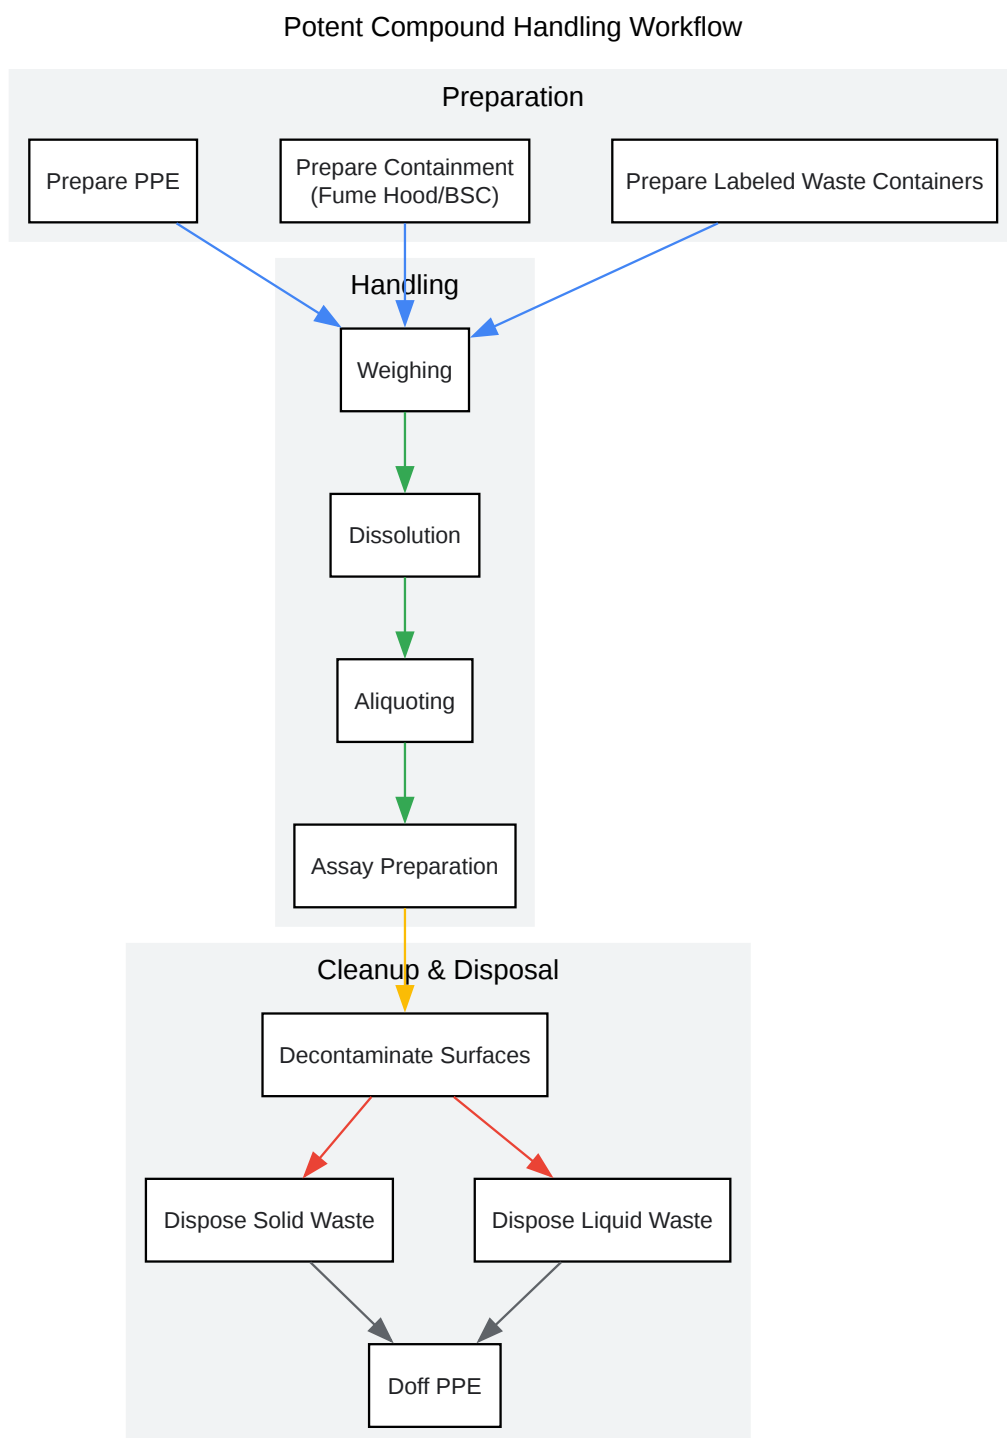 Potent Compound Handling Workflow
Preparation
Prepare PPE
Prepare Containment
(Fume Hood/BSC)
Prepare Labeled Waste Containers
Handling
Weighing
Dissolution
Aliquoting
Assay Preparation
Cleanup & Disposal
Decontaminate Surfaces
Dispose Solid Waste
Dispose Liquid Waste
Doff PPE